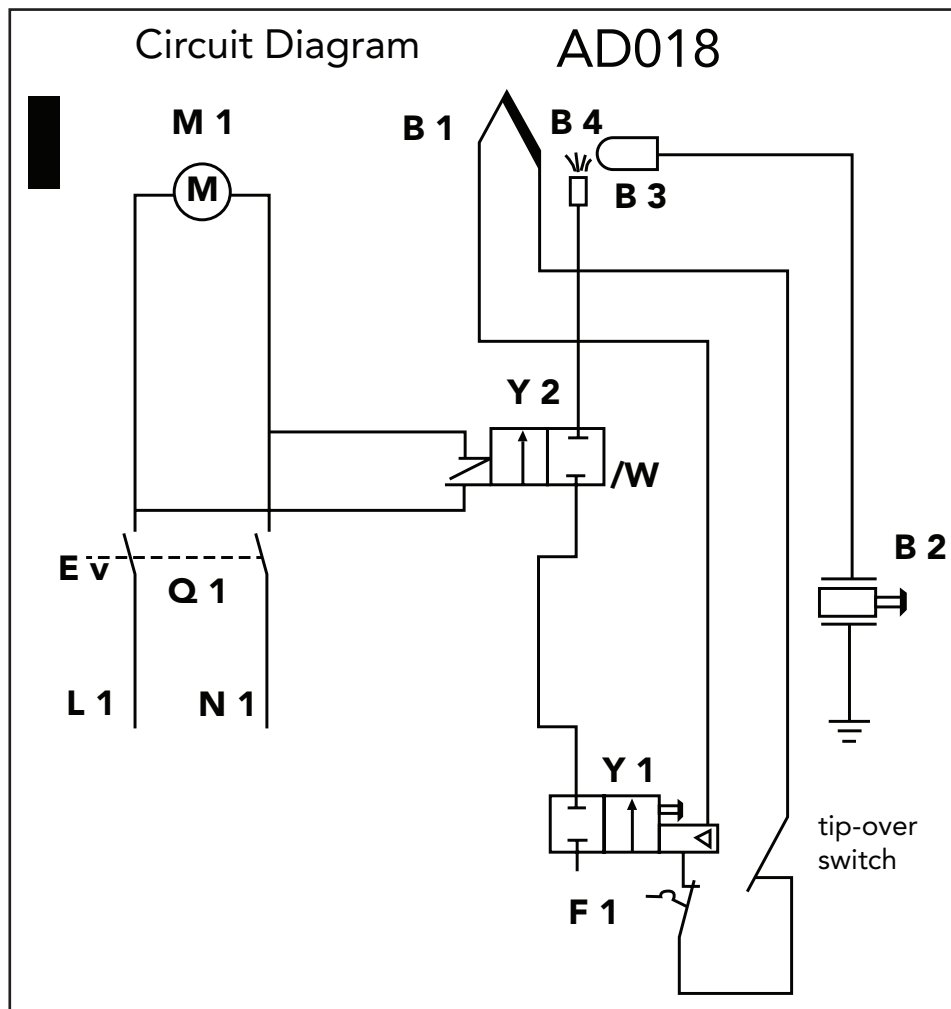 Circuit Diagram
AD018
M 1
M
B 1
B 4
B 3
Y 2
/W
E v
Q 1
B 2
L 1
N 1
Y 1
tip-over
switch
F 1